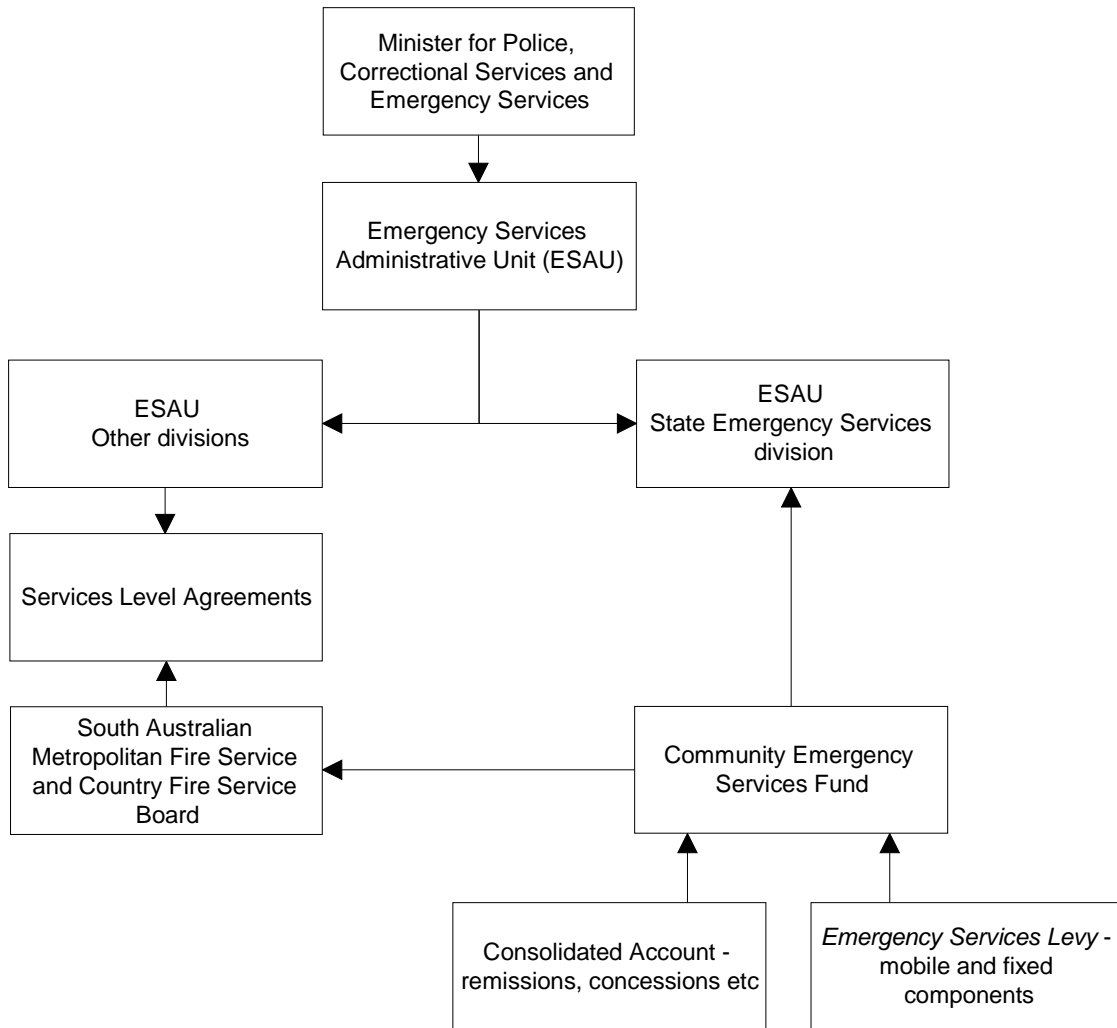 Minister for Police,
Correctional Services and
Emergency Services
Emergency Services
Administrative Unit (ESAU)
ESAU
Other divisions
ESAU
State Emergency Services
division
Services Level Agreements
South Australian
Metropolitan Fire Service
and Country Fire Service
Board
Community Emergency
Services Fund
Consolidated Account -
remissions, concessions etc
Emergency Services Levy -
mobile and fixed
components